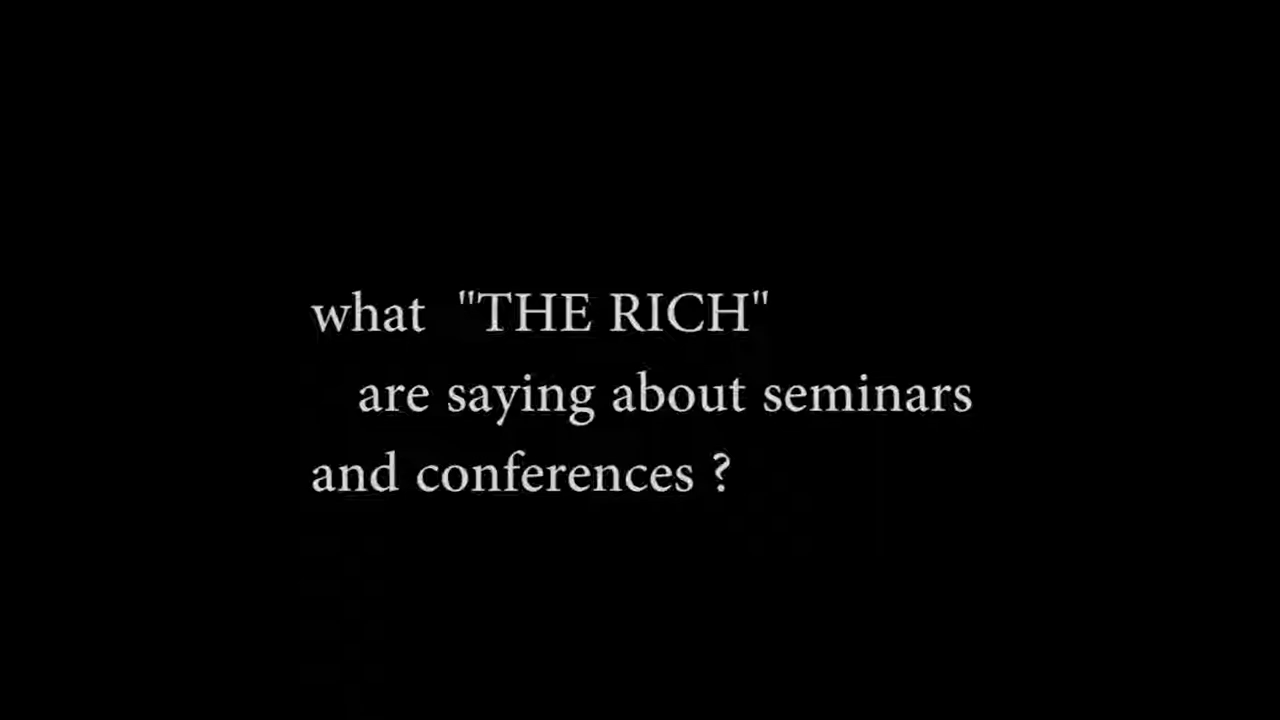 what "THE RICH"
are saying about seminars
and conferences ?